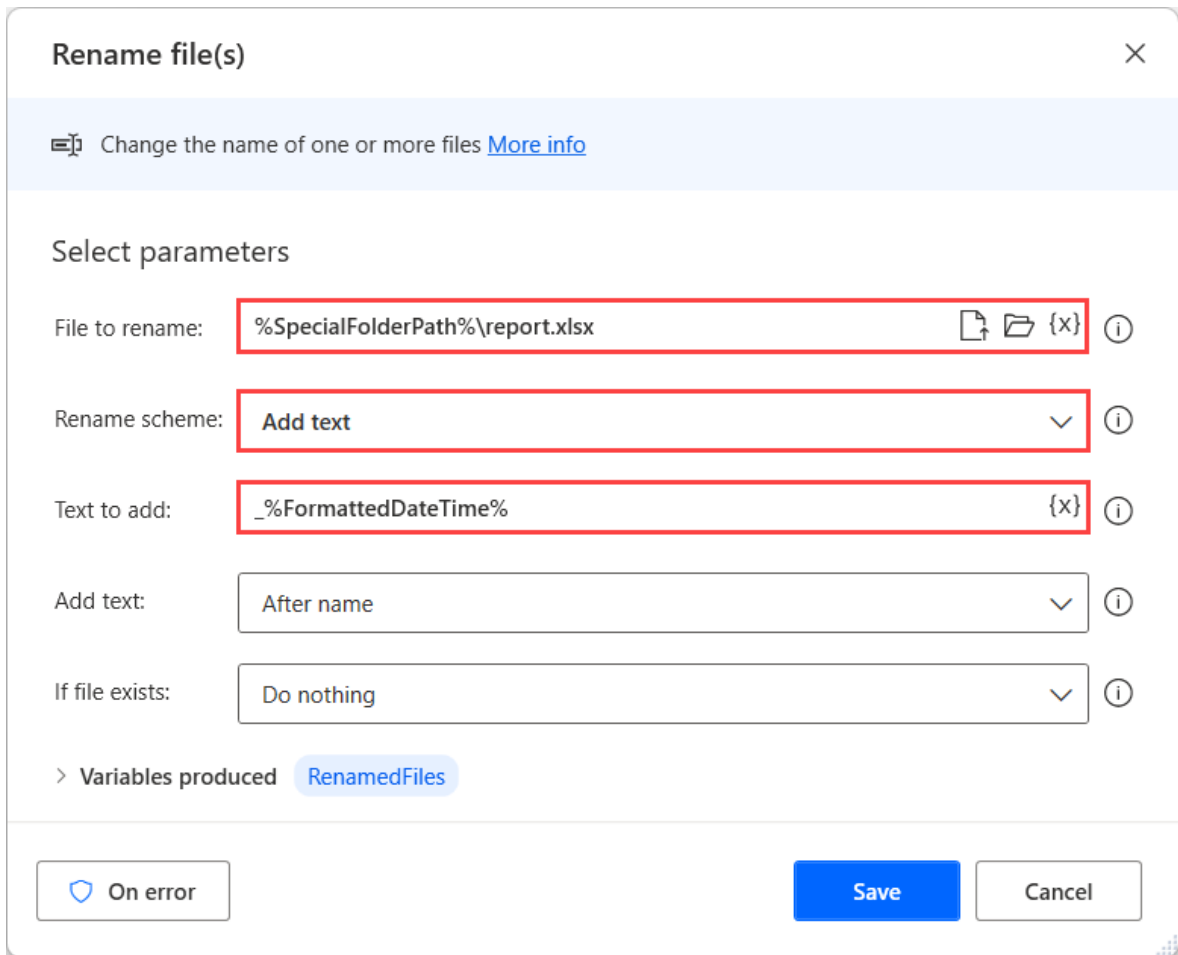 Rename file(s)
Change the name of one or more files More info
Select parameters
File to rename: %SpecialFolderPath%\report.xlsx {x}
Rename scheme: Add text
Text to add: _%FormattedDateTime% {x}
Add text: After name
If file exists: Do nothing
Variables produced RenamedFiles
On error Save Cancel